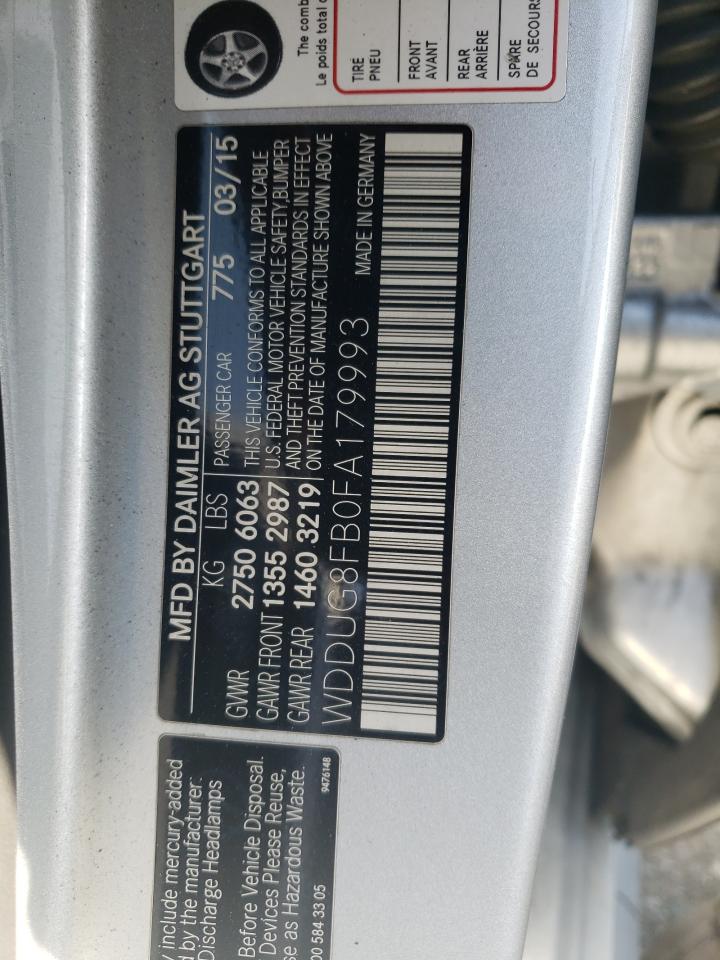 MFD BY DAIMLER AG STUTTGART
KG LBS PASSENGER CAR 775 03/15
GVWR 2750 6063 THIS VEHICLE CONFORMS TO ALL APPLICABLE
GAWR FRONT 1355 2987 U.S. FEDERAL MOTOR VEHICLE SAFETY,BUMPER
GAWR REAR 1460 3219 AND THEFT PREVENTION STANDARDS IN EFFECT
ON THE DATE OF MANUFACTURE SHOWN ABOVE
WDDUG8FB0FA179993 MADE IN GERMANY
The comb
Le poids total
TIRE
PNEU
FRONT
AVANT
REAR
ARRIÈRE
SPARE
DE SECOURS
include mercury-added
by the manufacturer:
Discharge Headlamps
Before Vehicle Disposal.
Devices Please Reuse,
as Hazardous Waste.
00 584 33 05 9476148